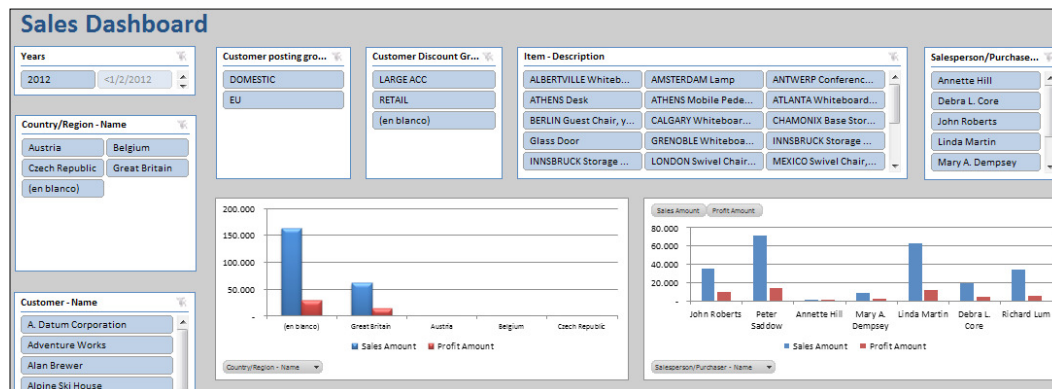 Sales Dashboard
Years
2012
<1/2/2012
Country/Region - Name
Austria
Belgium
Czech Republic
Great Britain
(en blanco)
Customer - Name
A. Datum Corporation
Adventure Works
Alan Brewer
Alpine Ski House
Customer posting gro...
DOMESTIC
EU
Customer Discount Gr...
LARGE ACC
RETAIL
(en blanco)
Item - Description
ALBERTVILLE Whiteb...
AMSTERDAM Lamp
ANTWERP Conferenc...
ATHENS Desk
ATHENS Mobile Pede...
ATLANTA Whiteboard...
BERLIN Guest Chair, y...
CALGARY Whiteboar...
CHAMONIX Base Stor...
Glass Door
GRENOBLE Whiteboa...
INNSBRUCK Storage ...
INNSBRUCK Storage ...
LONDON Swivel Chair...
MEXICO Swivel Chair,...
Salesperson/Purchase...
Annette Hill
Debra L. Core
John Roberts
Linda Martin
Mary A. Dempsey
200.000
150.000
100.000
50.000
-
(en blanco)
Great Britain
Austria
Belgium
Czech Republic
Sales Amount
Profit Amount
Country/Region - Name
Sales Amount
Profit Amount
80.000
60.000
40.000
20.000
-
John Roberts
Peter Saddow
Annette Hill
Mary A. Dempsey
Linda Martin
Debra L. Core
Richard Lum
Sales Amount
Profit Amount
Salesperson/Purchaser - Name